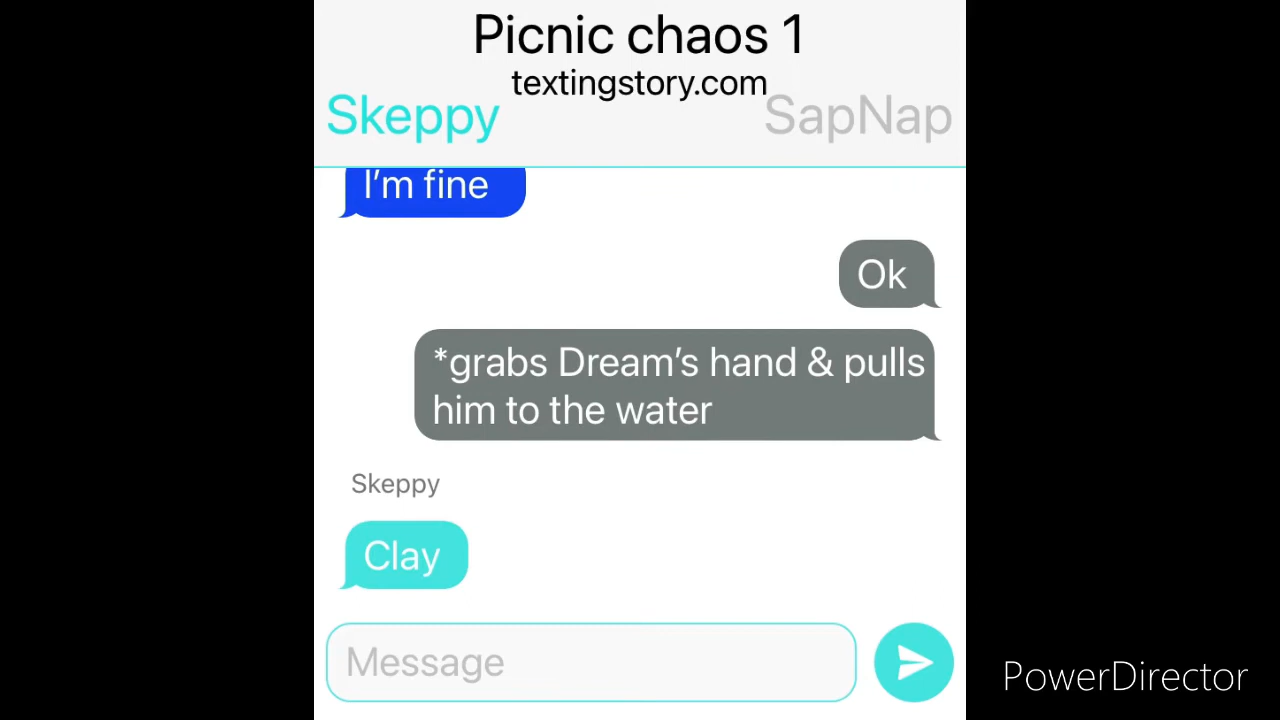 Picnic chaos 1
textingstory.com
Skeppy
SapNap
I’m fine
Ok
*grabs Dream’s hand & pulls
him to the water
Skeppy
Clay
Message
PowerDirector